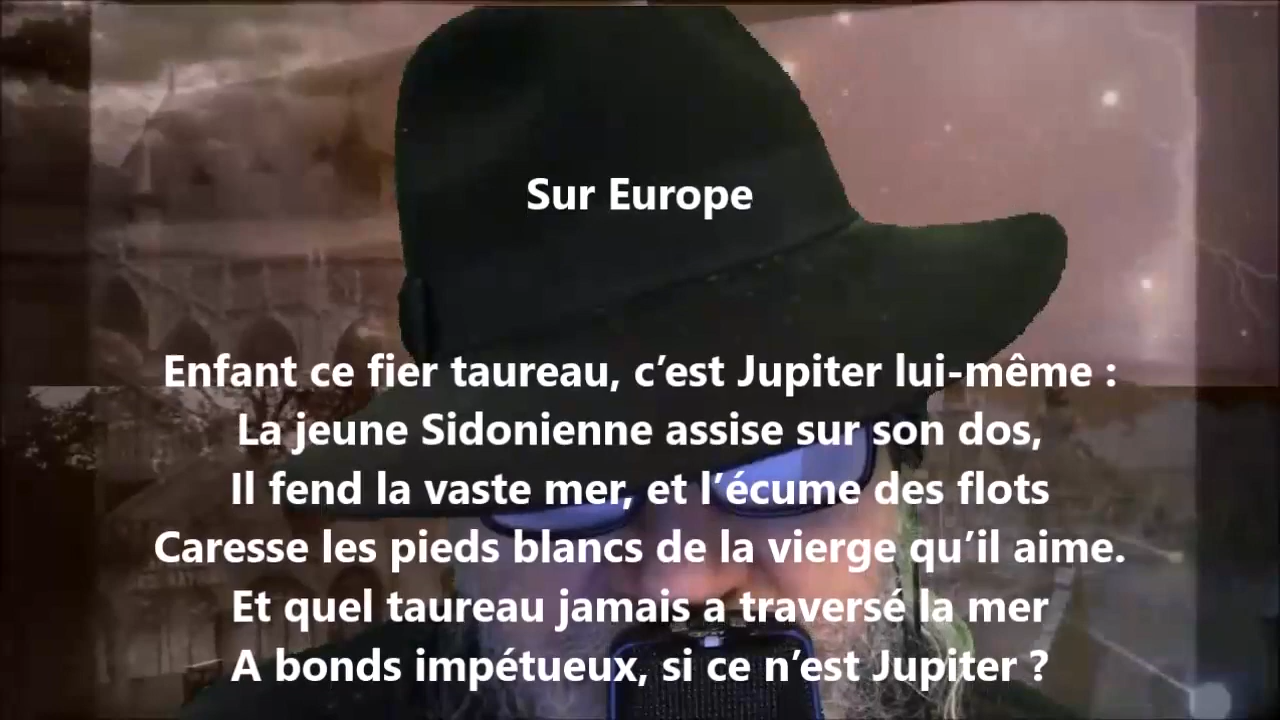 Sur Europe
Enfant ce fier taureau, c’est Jupiter lui-même :
La jeune Sidonienne assise sur son dos,
Il fend la vaste mer, et l’écume des flots
Caresse les pieds blancs de la vierge qu’il aime.
Et quel taureau jamais a traversé la mer
A bonds impétueux, si ce n’est Jupiter ?